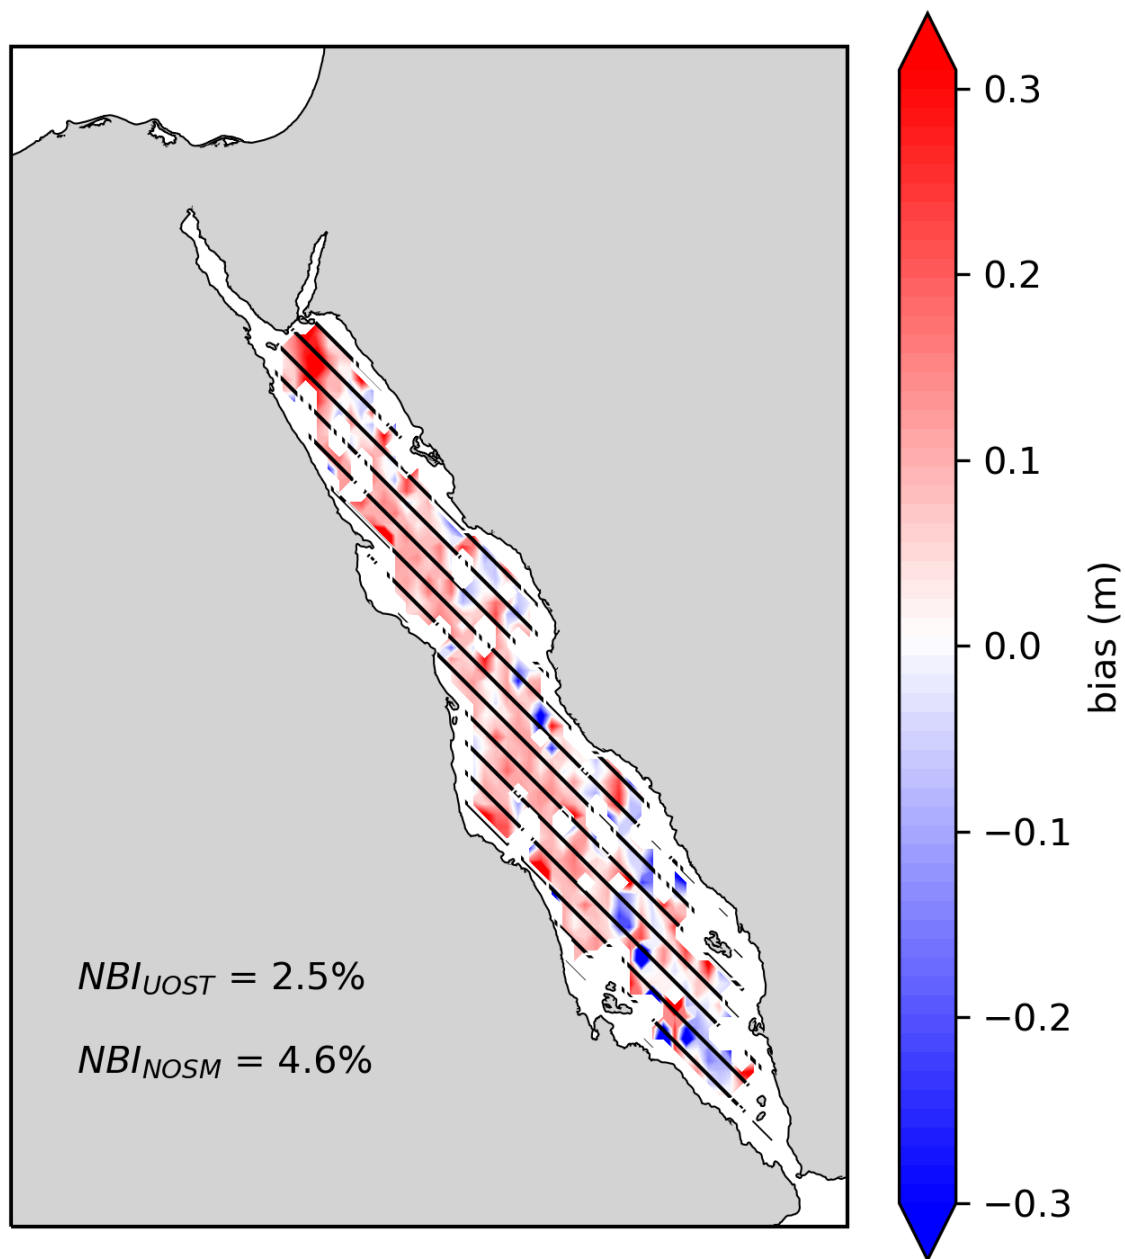 0.3
0.2
0.1
0.0
−0.1
−0.2
−0.3
bias (m)
NBI_UOST = 2.5%
NBI_NOSM = 4.6%